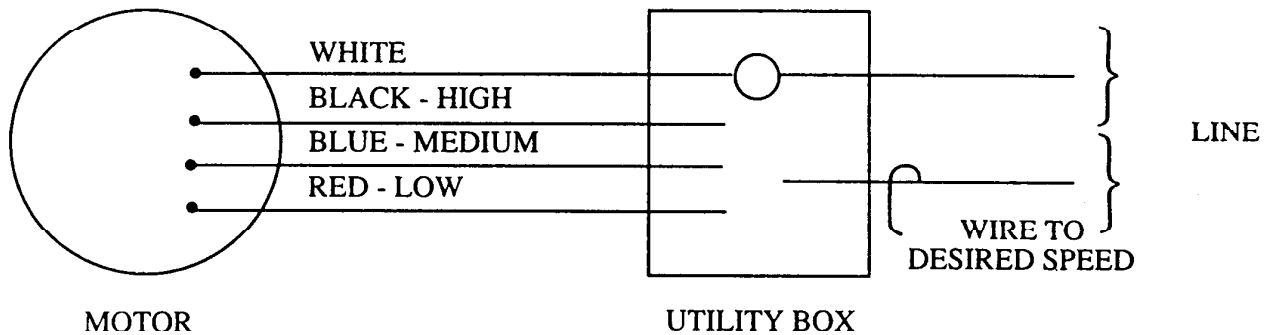 WHITE
BLACK - HIGH
BLUE - MEDIUM
RED - LOW
LINE
WIRE TO
DESIRED SPEED
MOTOR
UTILITY BOX